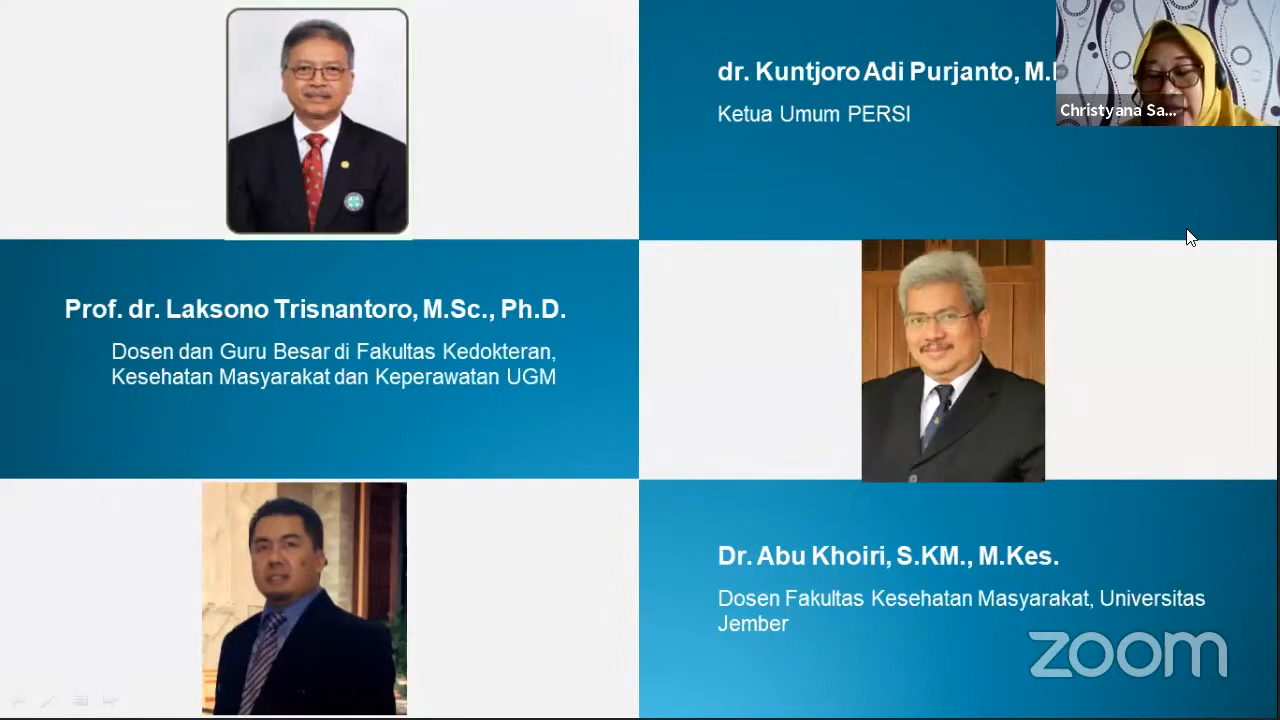 dr. Kuntjoro Adi Purjanto, M.
Ketua Umum PERSI
Christyana Sa...
Prof. dr. Laksono Trisnantoro, M.Sc., Ph.D.
Dosen dan Guru Besar di Fakultas Kedokteran,
Kesehatan Masyarakat dan Keperawatan UGM
Dr. Abu Khoiri, S.KM., M.Kes.
Dosen Fakultas Kesehatan Masyarakat, Universitas
Jember
zoom